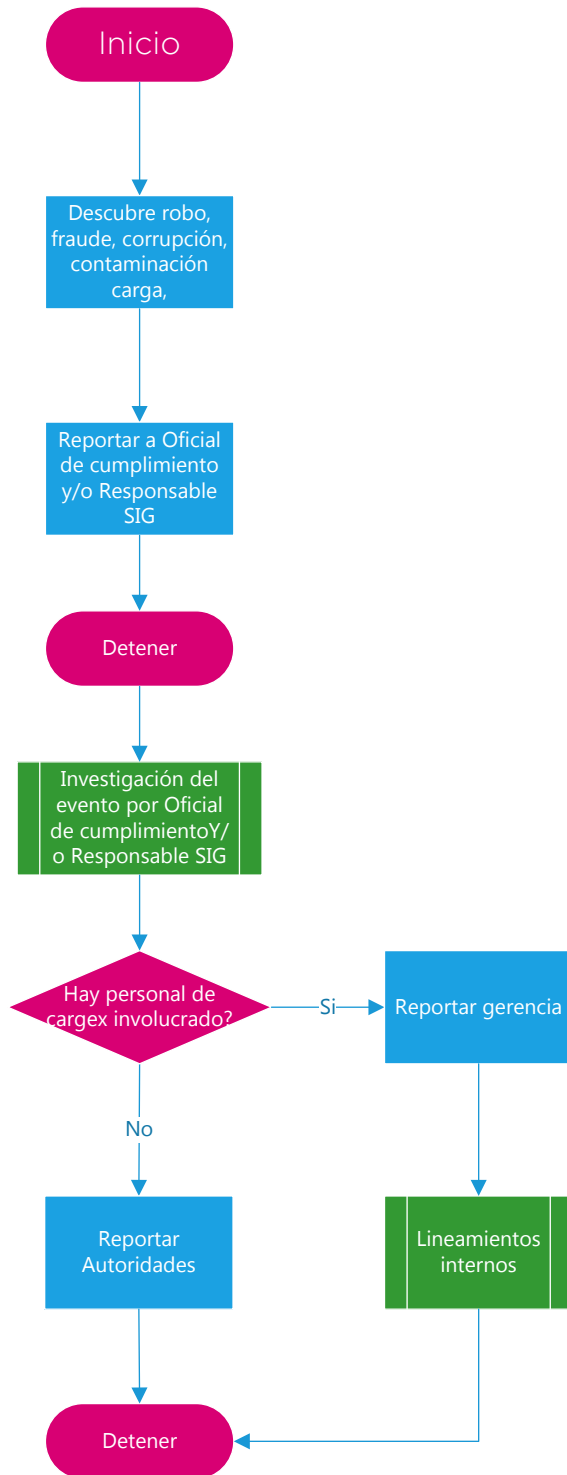 Inicio
Descubre robo,
fraude, corrupción,
contaminación
carga,
Reportar a Oficial
de cumplimiento
y/o Responsable
SIG
Detener
Investigación del
evento por Oficial
de cumplimientoY/
o Responsable SIG
Hay personal de
cargex involucrado?
Si
Reportar gerencia
No
Reportar
Autoridades
Lineamientos
internos
Detener